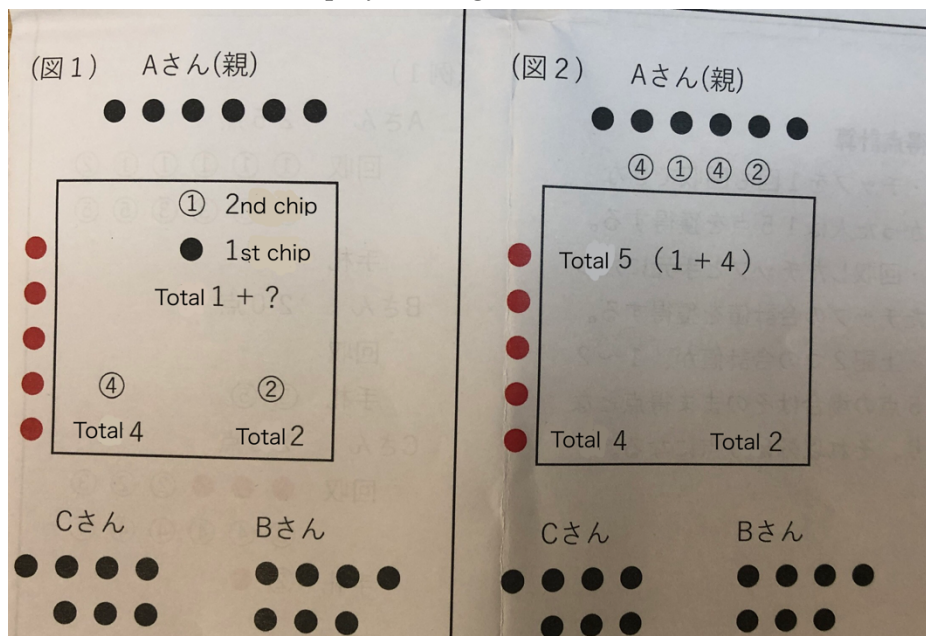 (図1) Aさん(親)
① 2nd chip
1st chip
Total 1 + ?
④ ②
Total 4 Total 2
Cさん Bさん
(図2) Aさん(親)
④ ① ④ ②
Total 5 (1+4)
Total 4 Total 2
Cさん Bさん